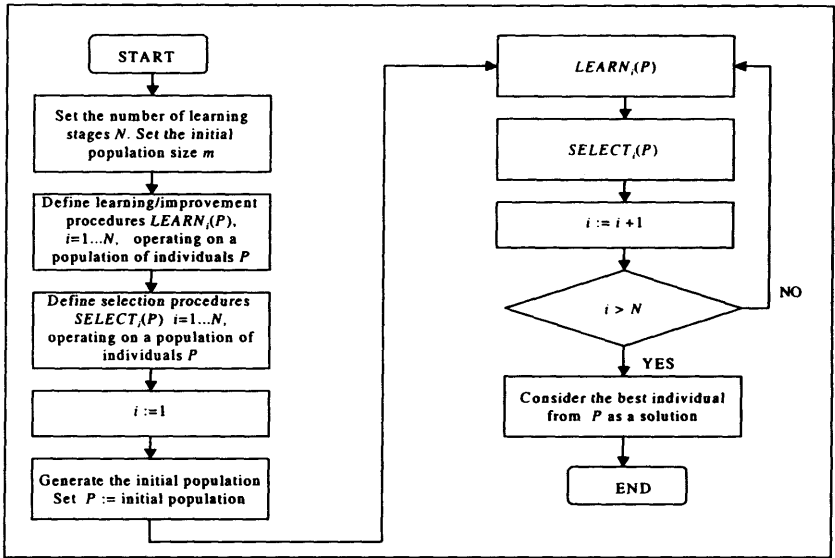 START
Set the number of learning
stages N. Set the initial
population size m
Define learning/improvement
procedures LEARNᵢ(P),
i=1...N, operating on a
population of individuals P
Define selection procedures
SELECTᵢ(P) i=1...N,
operating on a population of
individuals P
i :=1
Generate the initial population
Set P := initial population
LEARNᵢ(P)
SELECTᵢ(P)
i := i +1
i > N
NO
YES
Consider the best individual
from P as a solution
END